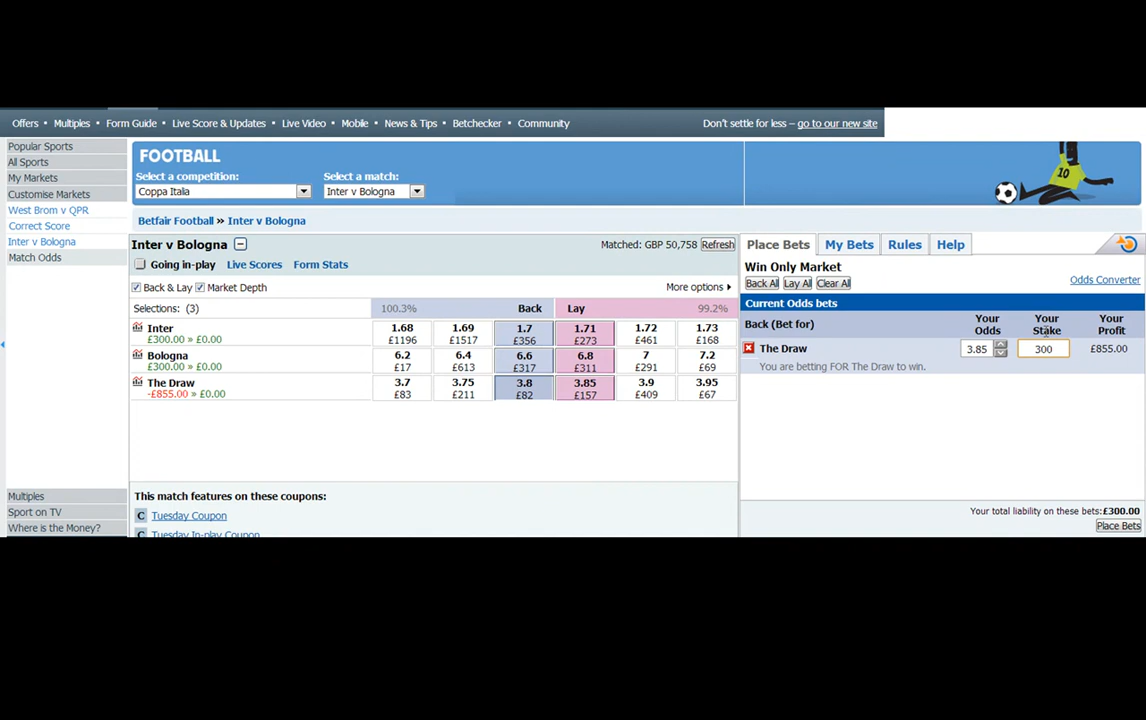 Offers • Multiples • Form Guide • Live Score & Updates • Live Video • Mobile • News & Tips • Betchecker • Community Don't settle for less – go to our new site
Popular Sports
All Sports
My Markets
Customise Markets
West Brom v QPR
Correct Score
Inter v Bologna
Match Odds
Multiples
Sport on TV
Where is the Money?
FOOTBALL
Select a competition: Select a match:
Coppa Italia Inter v Bologna
10
Betfair Football » Inter v Bologna
Inter v Bologna Matched: GBP 50,758 Refresh
Going in-play Live Scores Form Stats
Back & Lay Market Depth More options
Selections: (3) 100.3% Back Lay 99.2%
Inter 1.68 1.69 1.7 1.71 1.72 1.73
£300.00 » £0.00 £1196 £1517 £356 £273 £461 £168
Bologna 6.2 6.4 6.6 6.8 7 7.2
£300.00 » £0.00 £17 £613 £317 £311 £291 £69
The Draw 3.7 3.75 3.8 3.85 3.9 3.95
-£855.00 » £0.00 £83 £211 £82 £157 £409 £67
This match features on these coupons:
C Tuesday Coupon
C Tuesday In-play Coupon
Place Bets My Bets Rules Help
Win Only Market
Back All Lay All Clear All Odds Converter
Current Odds bets
Back (Bet for) Your Odds Your Stake Your Profit
The Draw 3.85 300 £855.00
You are betting FOR The Draw to win.
Your total liability on these bets:£300.00
Place Bets